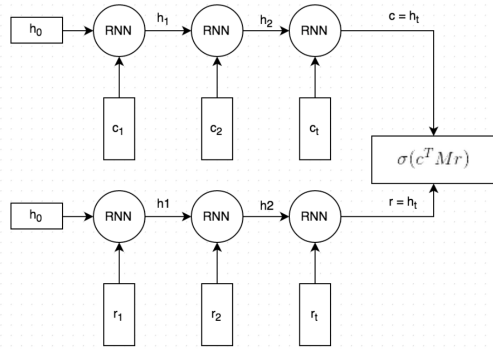 h₀ RNN h₁ RNN h₂ RNN c = hₜ
c₁ c₂ cₜ
σ(cᵀMr)
h₀ RNN h1 RNN h2 RNN r = hₜ
r₁ r₂ rₜ